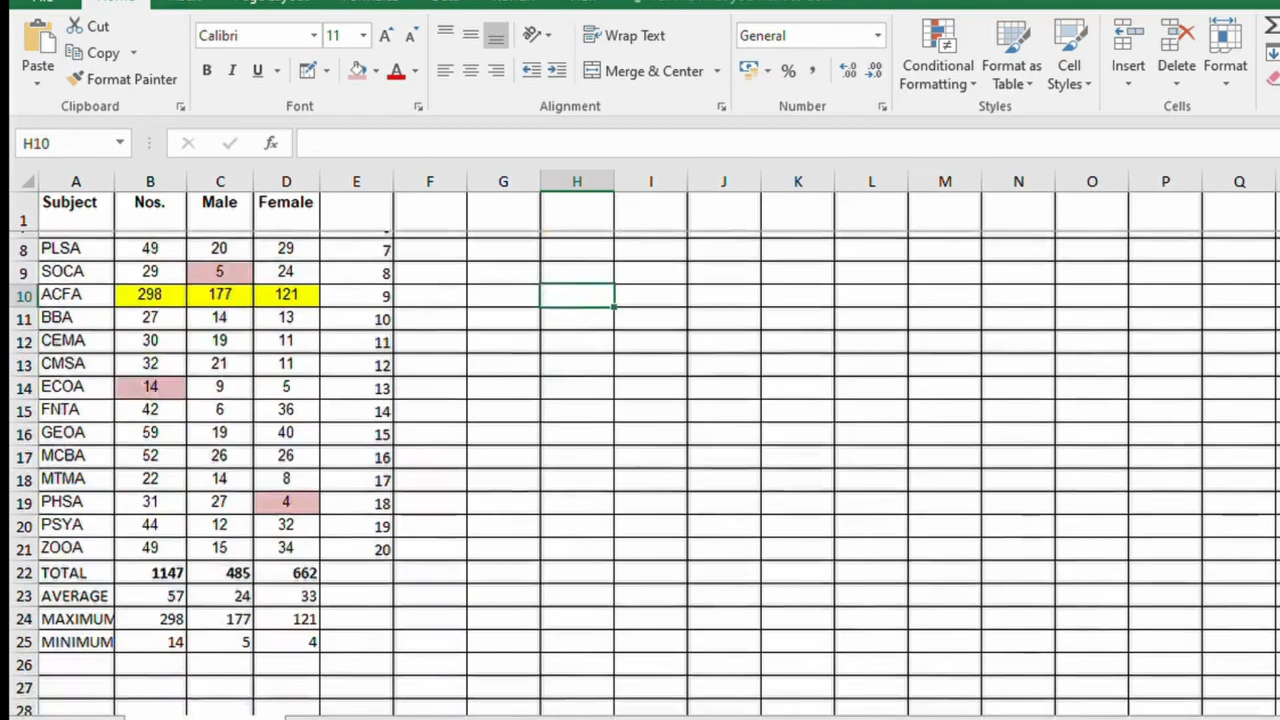 Cut
Copy
Paste
Format Painter
Clipboard
Calibri 11
B I U
Font
Wrap Text
Merge & Center
Alignment
General
Number
Conditional Formatting
Format as Table
Cell Styles
Styles
Insert
Delete
Format
Cells
H10 fx
A B C D E F G H I J K L M N O P Q
1 Subject Nos. Male Female
8 PLSA 49 20 29 7
9 SOCA 29 5 24 8
10 ACFA 298 177 121 9
11 BBA 27 14 13 10
12 CEMA 30 19 11 11
13 CMSA 32 21 11 12
14 ECOA 14 9 5 13
15 FNTA 42 6 36 14
16 GEOA 59 19 40 15
17 MCBA 52 26 26 16
18 MTMA 22 14 8 17
19 PHSA 31 27 4 18
20 PSYA 44 12 32 19
21 ZOOA 49 15 34 20
22 TOTAL 1147 485 662
23 AVERAGE 57 24 33
24 MAXIMUM 298 177 121
25 MINIMUM 14 5 4
26
27
28